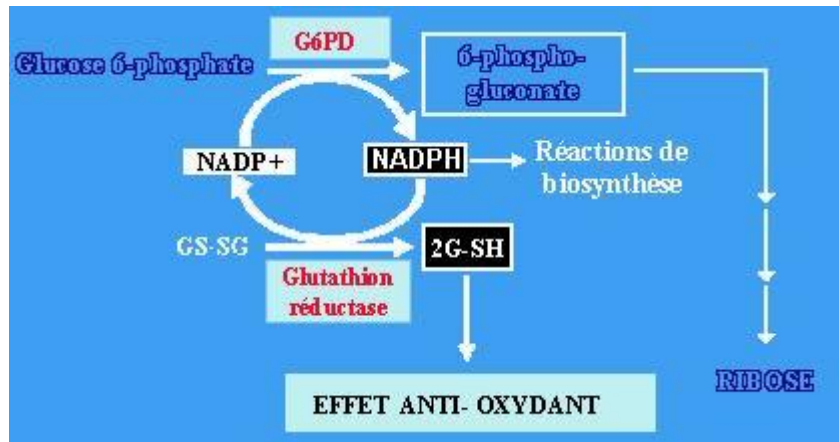 G6PD
Glucose 6-phosphate
6-phospho-
gluconate
NADP+
NADPH
Réactions de
biosynthèse
GS-SG
2G-SH
Glutathion
réductase
RIBOSE
EFFET ANTI- OXYDANT